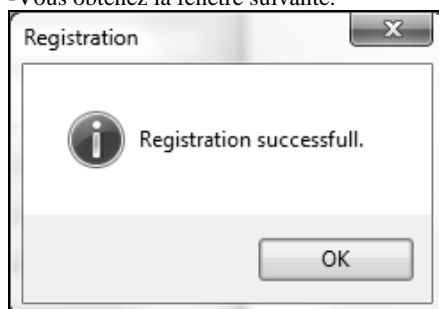 -Vous obtenez la fenêtre suivante:
Registration
Registration successfull.
OK